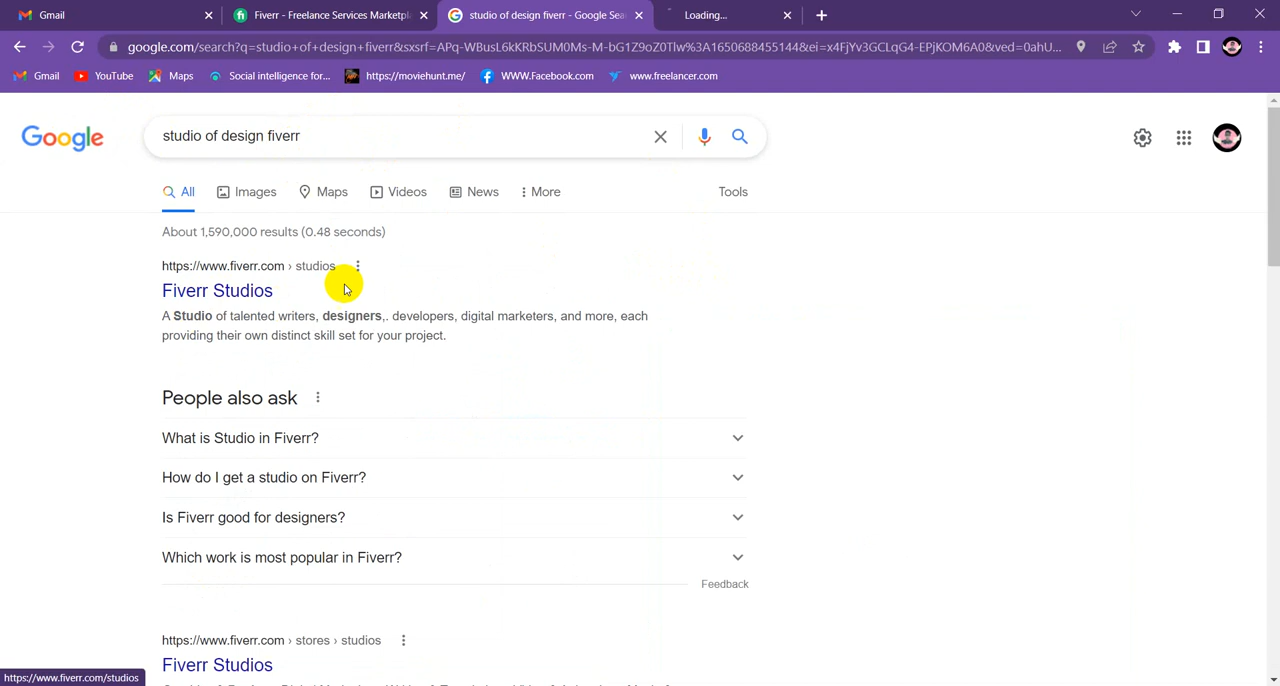 Gmail
Fiverr - Freelance Services Marketpl
studio of design fiverr - Google Sea
Loading...
google.com/search?q=studio+of+design+fiverr&sxsrf=APq-WBusL6kKRbSUM0Ms-M-bG1Z9oZ0Tlw%3A1650688455144&ei=x4FjYv3GCLqG4-EPjKOM6A0&ved=0ahU...
Gmail YouTube Maps Social intelligence for... https://moviehunt.me/ WWW.Facebook.com www.freelancer.com
Google
studio of design fiverr
All Images Maps Videos News More Tools
About 1,590,000 results (0.48 seconds)
https://www.fiverr.com › studios
Fiverr Studios
A Studio of talented writers, designers,. developers, digital marketers, and more, each
providing their own distinct skill set for your project.
People also ask
What is Studio in Fiverr?
How do I get a studio on Fiverr?
Is Fiverr good for designers?
Which work is most popular in Fiverr?
Feedback
https://www.fiverr.com › stores › studios
Fiverr Studios
https://www.fiverr.com/studios